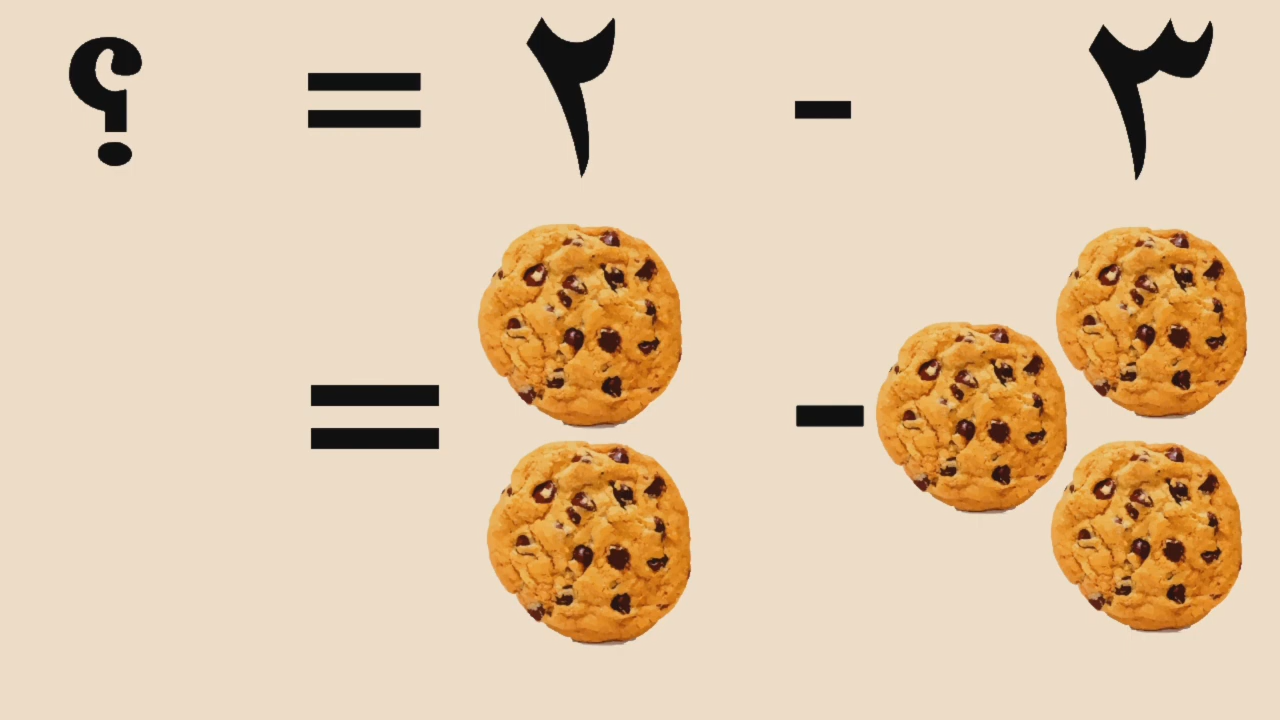 ٣ - ٢ = ؟
- =